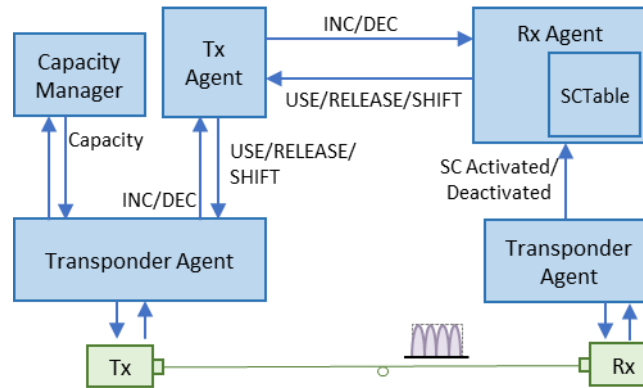 Capacity
Manager
Tx
Agent
INC/DEC
USE/RELEASE/SHIFT
Rx Agent
SCTable
Capacity
USE/RELEASE/
SHIFT
INC/DEC
SC Activated/
Deactivated
Transponder Agent
Transponder
Agent
Tx
Rx